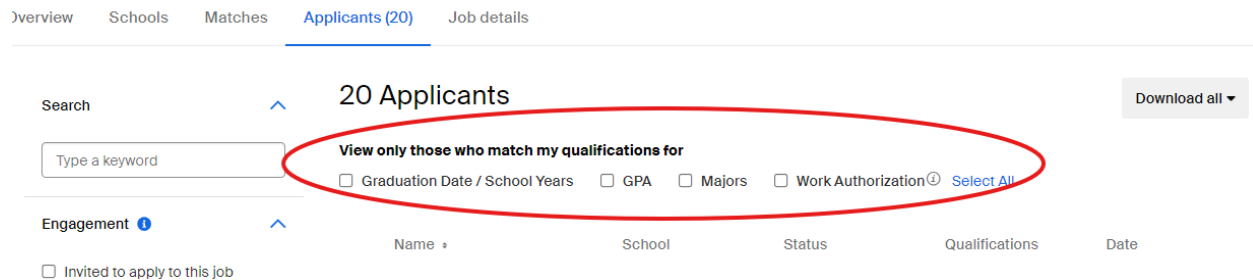 Overview Schools Matches Applicants (20) Job details
Search
Type a keyword
Engagement
Invited to apply to this job
20 Applicants
Download all
View only those who match my qualifications for
Graduation Date / School Years GPA Majors Work Authorization Select All
Name School Status Qualifications Date